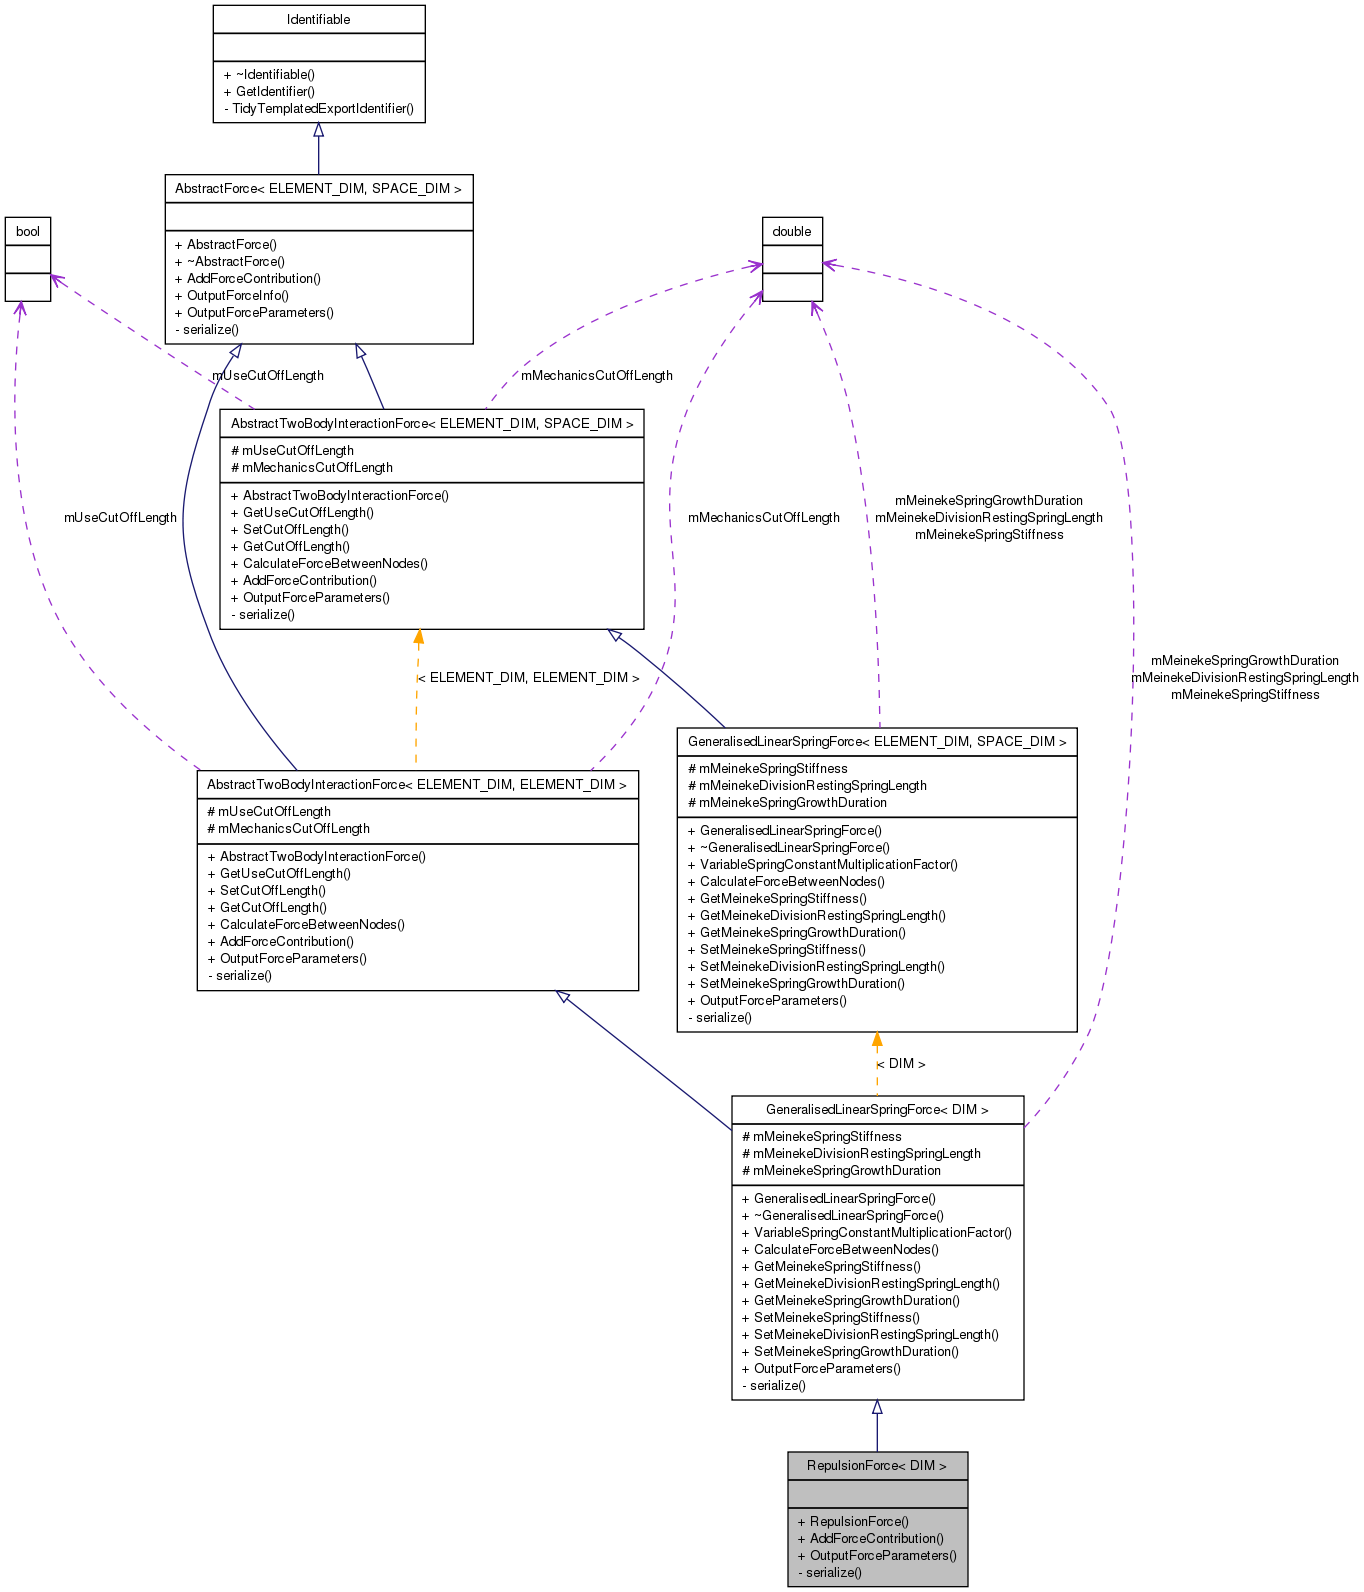 Identifiable
+ ~Identifiable()
+ GetIdentifier()
- TidyTemplatedExportIdentifier()
AbstractForce< ELEMENT_DIM, SPACE_DIM >
+ AbstractForce()
+ ~AbstractForce()
+ AddForceContribution()
+ OutputForceInfo()
+ OutputForceParameters()
- serialize()
bool
double
mUseCutOffLength
mMechanicsCutOffLength
AbstractTwoBodyInteractionForce< ELEMENT_DIM, SPACE_DIM >
# mUseCutOffLength
# mMechanicsCutOffLength
+ AbstractTwoBodyInteractionForce()
+ GetUseCutOffLength()
+ SetCutOffLength()
+ GetCutOffLength()
+ CalculateForceBetweenNodes()
+ AddForceContribution()
+ OutputForceParameters()
- serialize()
mUseCutOffLength
mMechanicsCutOffLength
mMeinekeSpringGrowthDuration
mMeinekeDivisionRestingSpringLength
mMeinekeSpringStiffness
< ELEMENT_DIM, ELEMENT_DIM >
mMeinekeSpringGrowthDuration
mMeinekeDivisionRestingSpringLength
mMeinekeSpringStiffness
AbstractTwoBodyInteractionForce< ELEMENT_DIM, ELEMENT_DIM >
# mUseCutOffLength
# mMechanicsCutOffLength
+ AbstractTwoBodyInteractionForce()
+ GetUseCutOffLength()
+ SetCutOffLength()
+ GetCutOffLength()
+ CalculateForceBetweenNodes()
+ AddForceContribution()
+ OutputForceParameters()
- serialize()
GeneralisedLinearSpringForce< ELEMENT_DIM, SPACE_DIM >
# mMeinekeSpringStiffness
# mMeinekeDivisionRestingSpringLength
# mMeinekeSpringGrowthDuration
+ GeneralisedLinearSpringForce()
+ ~GeneralisedLinearSpringForce()
+ VariableSpringConstantMultiplicationFactor()
+ CalculateForceBetweenNodes()
+ GetMeinekeSpringStiffness()
+ GetMeinekeDivisionRestingSpringLength()
+ GetMeinekeSpringGrowthDuration()
+ SetMeinekeSpringStiffness()
+ SetMeinekeDivisionRestingSpringLength()
+ SetMeinekeSpringGrowthDuration()
+ OutputForceParameters()
- serialize()
< DIM >
GeneralisedLinearSpringForce< DIM >
# mMeinekeSpringStiffness
# mMeinekeDivisionRestingSpringLength
# mMeinekeSpringGrowthDuration
+ GeneralisedLinearSpringForce()
+ ~GeneralisedLinearSpringForce()
+ VariableSpringConstantMultiplicationFactor()
+ CalculateForceBetweenNodes()
+ GetMeinekeSpringStiffness()
+ GetMeinekeDivisionRestingSpringLength()
+ GetMeinekeSpringGrowthDuration()
+ SetMeinekeSpringStiffness()
+ SetMeinekeDivisionRestingSpringLength()
+ SetMeinekeSpringGrowthDuration()
+ OutputForceParameters()
- serialize()
RepulsionForce< DIM >
+ RepulsionForce()
+ AddForceContribution()
+ OutputForceParameters()
- serialize()